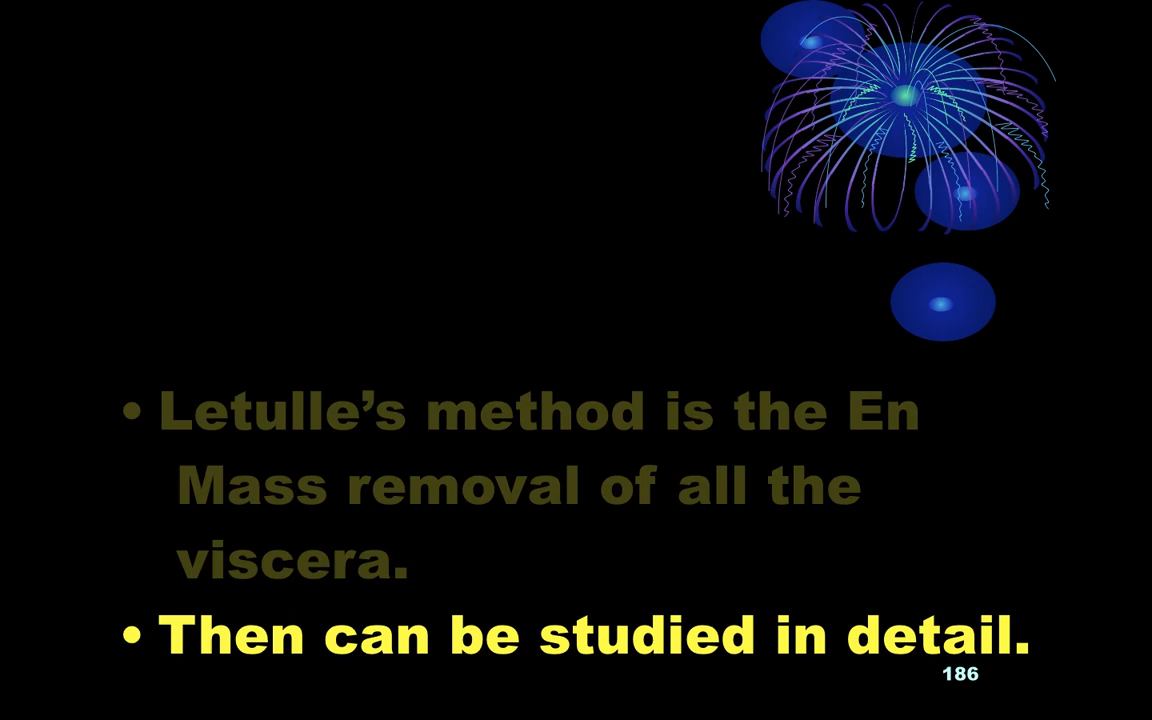 • Letulle’s method is the En
Mass removal of all the
viscera.
• Then can be studied in detail.
186